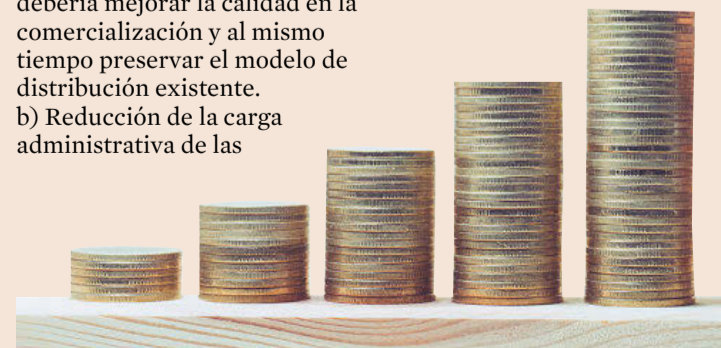 debería mejorar la calidad en la
comercialización y al mismo
tiempo preservar el modelo de
distribución existente.
b) Reducción de la carga
administrativa de las